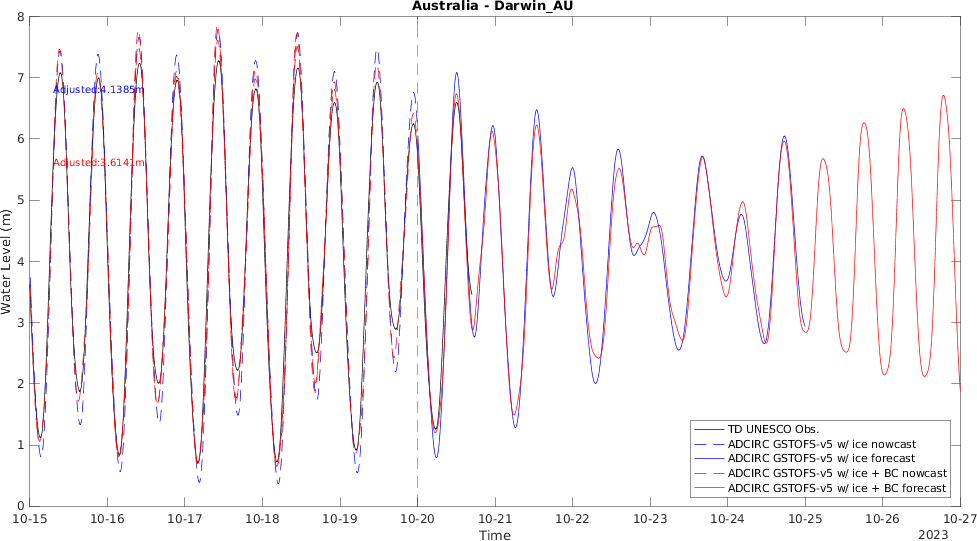 Australia - Darwin_AU
Water Level (m)
8
7
6
5
4
3
2
1
0
Adjusted:4.1385m
Adjusted:3.6141m
TD UNESCO Obs.
ADCIRC GSTOFS-v5 w/ ice nowcast
ADCIRC GSTOFS-v5 w/ ice forecast
ADCIRC GSTOFS-v5 w/ ice + BC nowcast
ADCIRC GSTOFS-v5 w/ ice + BC forecast
10-15 10-16 10-17 10-18 10-19 10-20 10-21 10-22 10-23 10-24 10-25 10-26 10-27
Time
2023